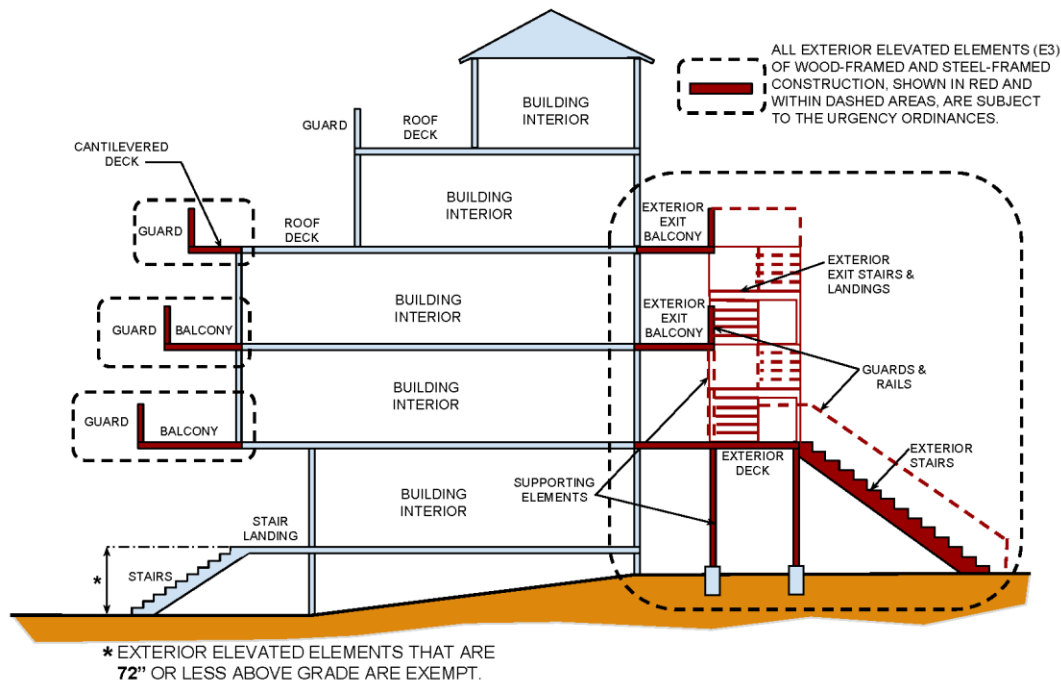 ALL EXTERIOR ELEVATED ELEMENTS (E3)
OF WOOD-FRAMED AND STEEL-FRAMED
CONSTRUCTION, SHOWN IN RED AND
WITHIN DASHED AREAS, ARE SUBJECT
TO THE URGENCY ORDINANCES.
BUILDING
INTERIOR
GUARD
ROOF
DECK
CANTILEVERED
DECK
BUILDING
INTERIOR
GUARD
ROOF
DECK
EXTERIOR
EXIT
BALCONY
EXTERIOR
EXIT STAIRS &
LANDINGS
BUILDING
INTERIOR
EXTERIOR
EXIT
BALCONY
GUARD
BALCONY
GUARDS &
RAILS
BUILDING
INTERIOR
GUARD
BALCONY
EXTERIOR
DECK
EXTERIOR
STAIRS
SUPPORTING
ELEMENTS
BUILDING
INTERIOR
STAIR
LANDING
*
STAIRS
* EXTERIOR ELEVATED ELEMENTS THAT ARE
72” OR LESS ABOVE GRADE ARE EXEMPT.